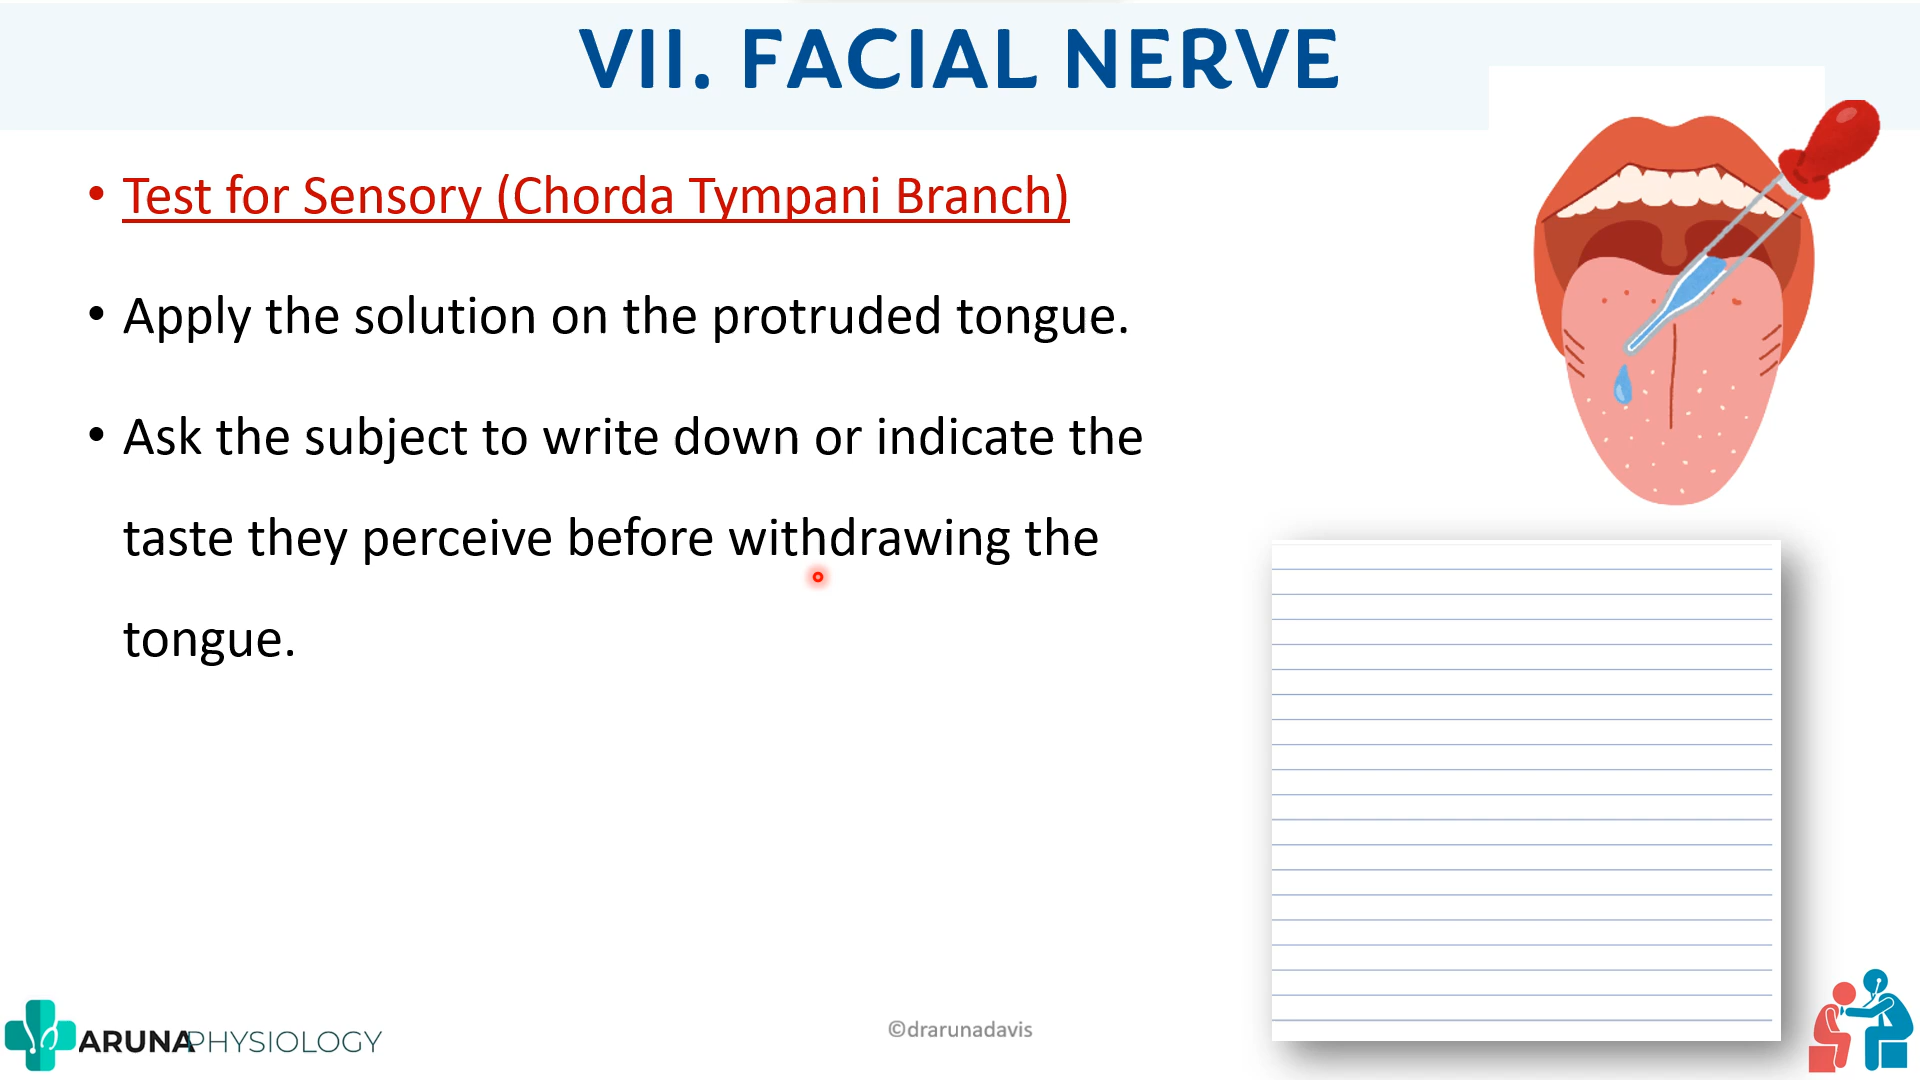 VII. FACIAL NERVE
• Test for Sensory (Chorda Tympani Branch)
• Apply the solution on the protruded tongue.
• Ask the subject to write down or indicate the
taste they perceive before withdrawing the
tongue.
ARUNAPHYSIOLOGY
©drarunadavis